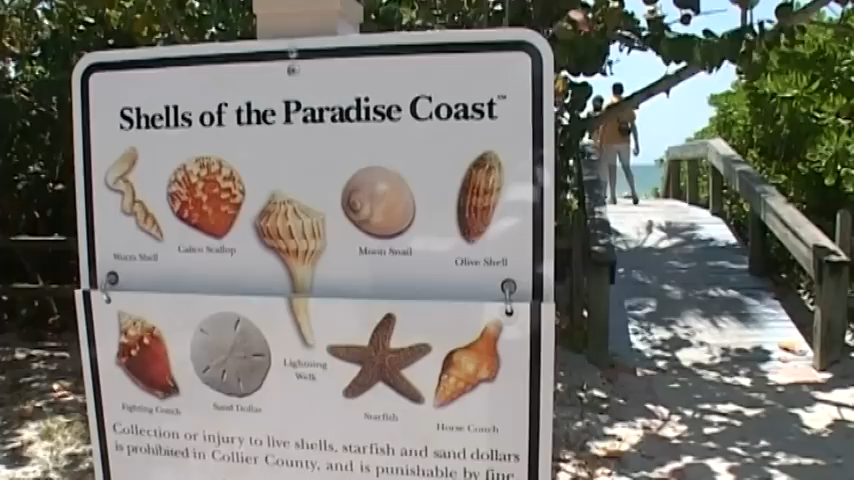 Shells of the Paradise Coast™
Worm Shell
Calico Scallop
Moon Snail
Olive Shell
Lightning
Welk
Fighting Conch
Sand Dollar
Starfish
Horse Conch
Collection or injury to live shells, starfish and sand dollars
is prohibited in Collier County, and is punishable by fine